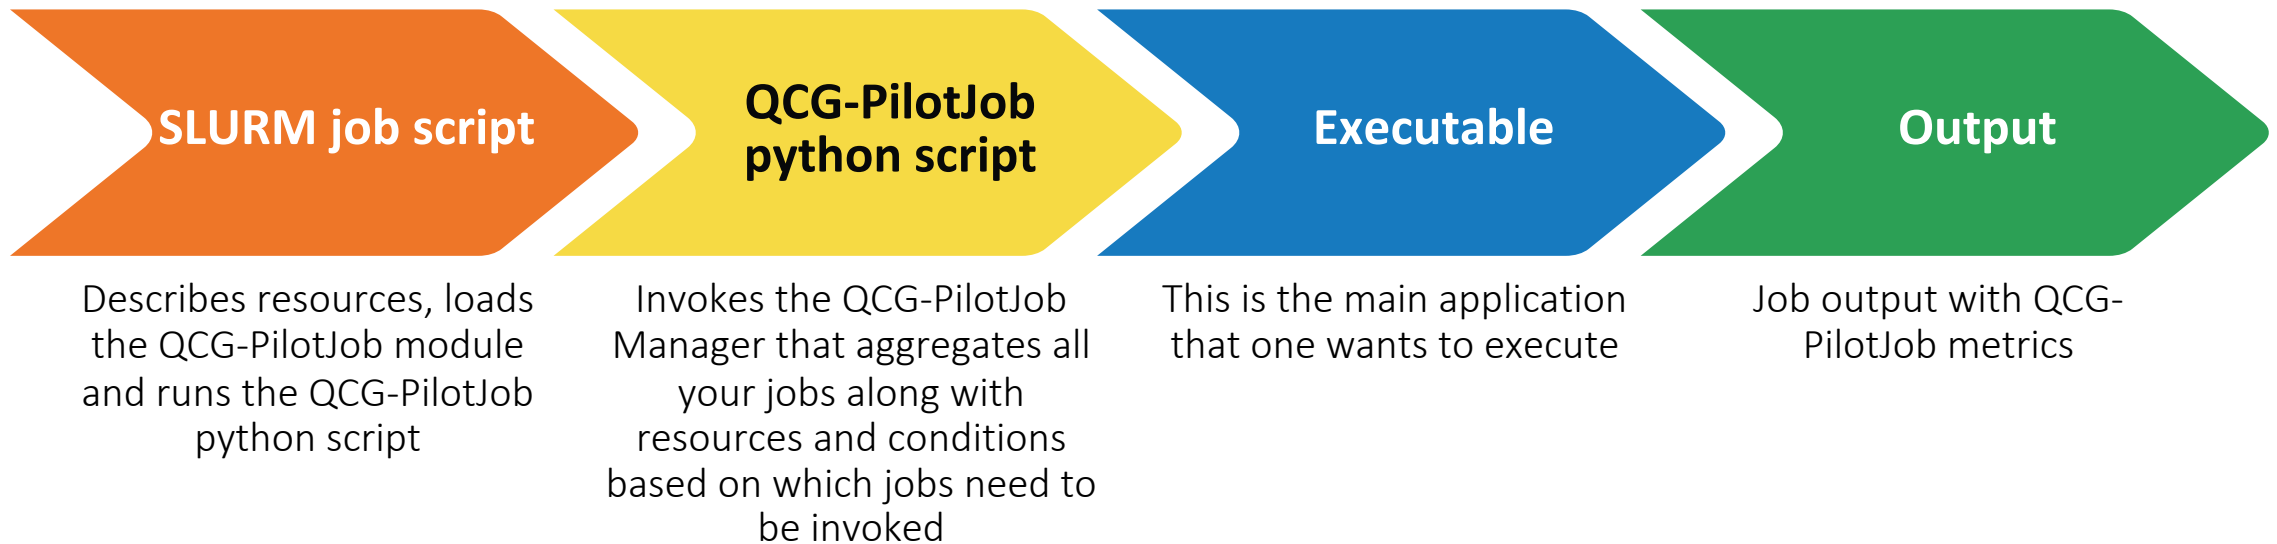 SLURM job script
QCG-PilotJob
python script
Executable
Output
Describes resources, loads
the QCG-PilotJob module
and runs the QCG-PilotJob
python script
Invokes the QCG-PilotJob
Manager that aggregates all
your jobs along with
resources and conditions
based on which jobs need to
be invoked
This is the main application
that one wants to execute
Job output with QCG-
PilotJob metrics